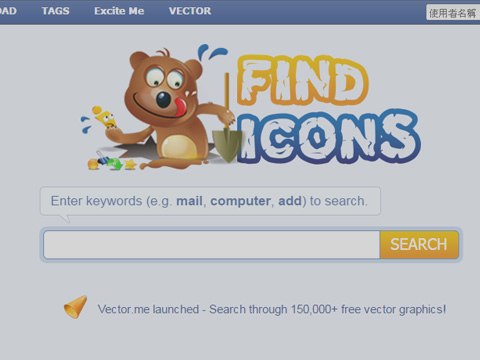 OAD TAGS Excite Me VECTOR 使用者名稱
FIND
ICONS
Enter keywords (e.g. mail, computer, add) to search.
SEARCH
Vector.me launched - Search through 150,000+ free vector graphics!